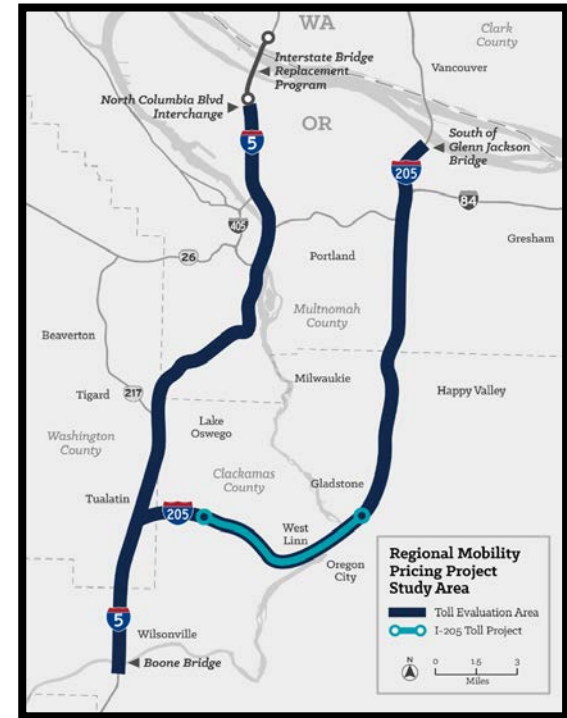 WA
Clark
County
Interstate Bridge
Replacement
Program
Vancouver
North Columbia Blvd
Interchange
OR
South of
Glenn Jackson
Bridge
5
205
84
405
Gresham
26
Portland
Multnomah
County
Beaverton
Milwaukie
Happy Valley
Tigard
217
Lake
Oswego
Washington
County
Clackamas
County
Gladstone
Tualatin
205
West
Linn
Oregon
City
5
Wilsonville
Boone Bridge
Regional Mobility
Pricing Project
Study Area
Toll Evaluation Area
I-205 Toll Project
N
0 1.5 3
Miles